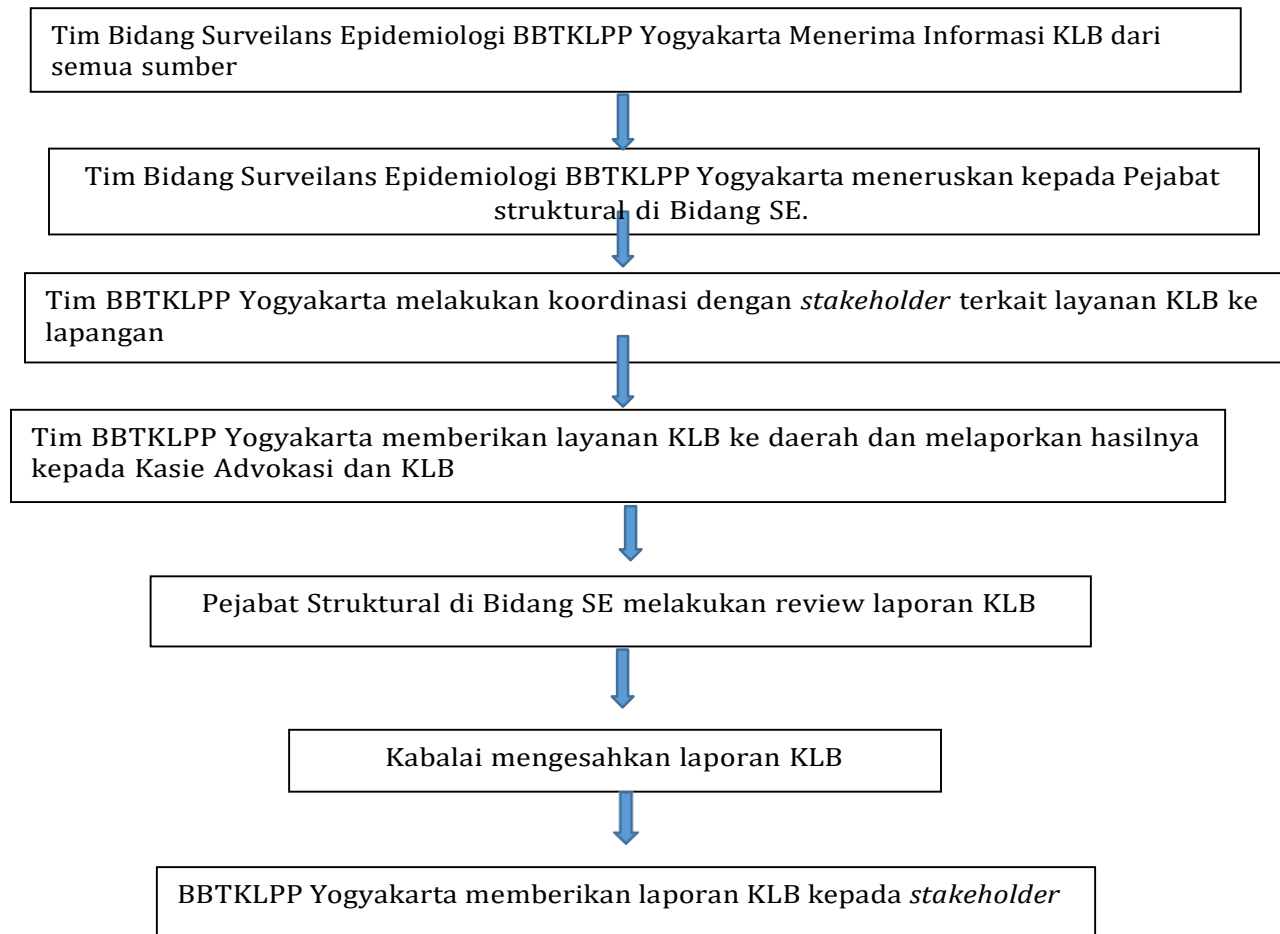 Tim Bidang Surveilans Epidemiologi BBTKLPP Yogyakarta Menerima Informasi KLB dari
semua sumber
Tim Bidang Surveilans Epidemiologi BBTKLPP Yogyakarta meneruskan kepada Pejabat
struktural di Bidang SE.
Tim BBTKLPP Yogyakarta melakukan koordinasi dengan stakeholder terkait layanan KLB ke
lapangan
Tim BBTKLPP Yogyakarta memberikan layanan KLB ke daerah dan melaporkan hasilnya
kepada Kasie Advokasi dan KLB
Pejabat Struktural di Bidang SE melakukan review laporan KLB
Kabalai mengesahkan laporan KLB
BBTKLPP Yogyakarta memberikan laporan KLB kepada stakeholder